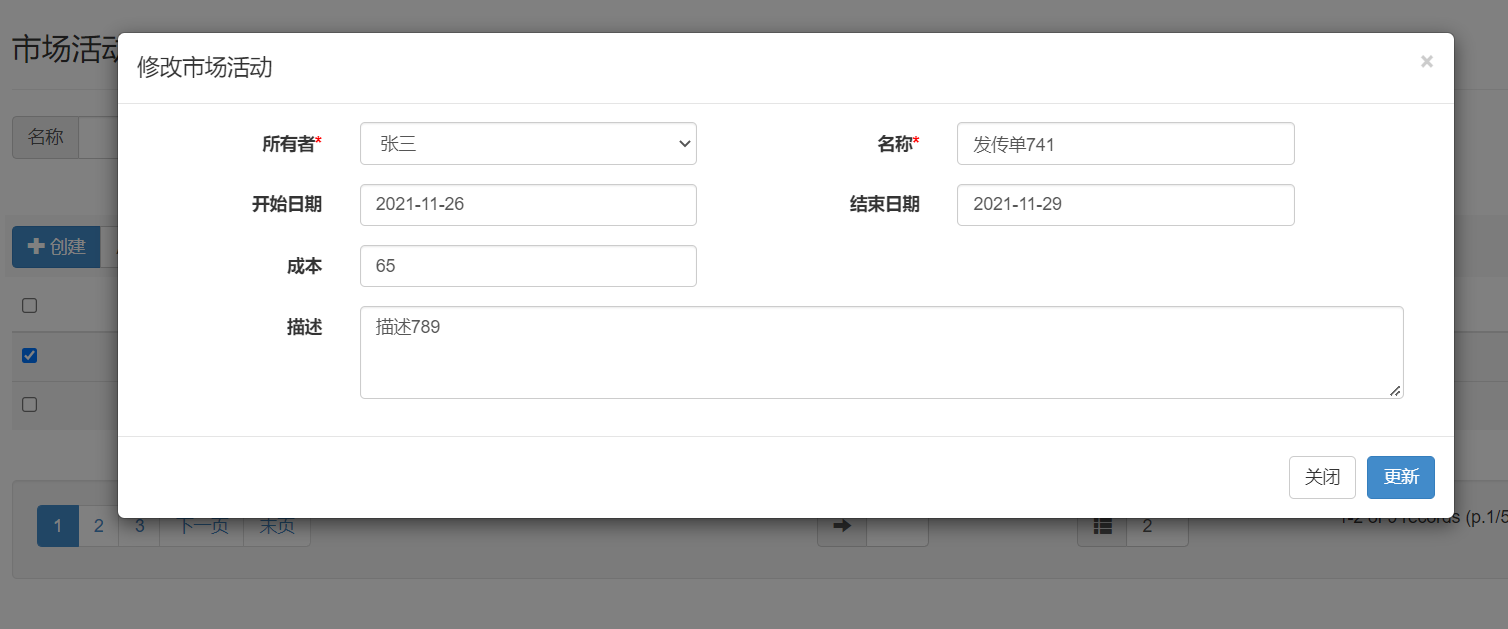 市场活动
修改市场活动
×
名称
所有者* 张三
名称* 发传单741
开始日期 2021-11-26
结束日期 2021-11-29
创建
成本 65
描述 描述789
关闭 更新
1 2 3 下一页 末页
2
1-2 of 5 records (p.1/5